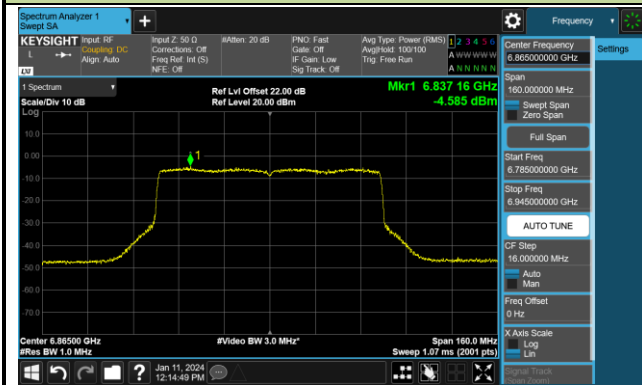 Spectrum Analyzer 1
Swept SA
+
Frequency
KEYSIGHT
L
LXI
Input: RF
Coupling: DC
Align: Auto
Input Z: 50 Ω
Corrections: Off
Freq Ref: Int (S)
NFE: Off
#Atten: 20 dB
PNO: Fast
Gate: Off
IF Gain: Low
Sig Track: Off
Avg Type: Power (RMS)
Avg|Hold: 100/100
Trig: Free Run
1 2 3 4 5 6
A W W W W W
A N N N N N
1 Spectrum
Scale/Div 10 dB
Log
Ref Lvl Offset 22.00 dB
Ref Level 20.00 dBm
Mkr1 6.837 16 GHz
-4.585 dBm
10.0
0.00
-10.0
-20.0
-30.0
-40.0
-50.0
-60.0
-70.0
1
Center 6.86500 GHz
#Res BW 1.0 MHz
#Video BW 3.0 MHz*
Span 160.0 MHz
Sweep 1.07 ms (2001 pts)
Center Frequency
6.865000000 GHz
Span
160.000000 MHz
Swept Span
Zero Span
Full Span
Start Freq
6.785000000 GHz
Stop Freq
6.945000000 GHz
AUTO TUNE
CF Step
16.000000 MHz
Auto
Man
Freq Offset
0 Hz
X Axis Scale
Log
Lin
Signal Track
(Span Zoom)
Settings
?
Jan 11, 2024
12:14:49 PM